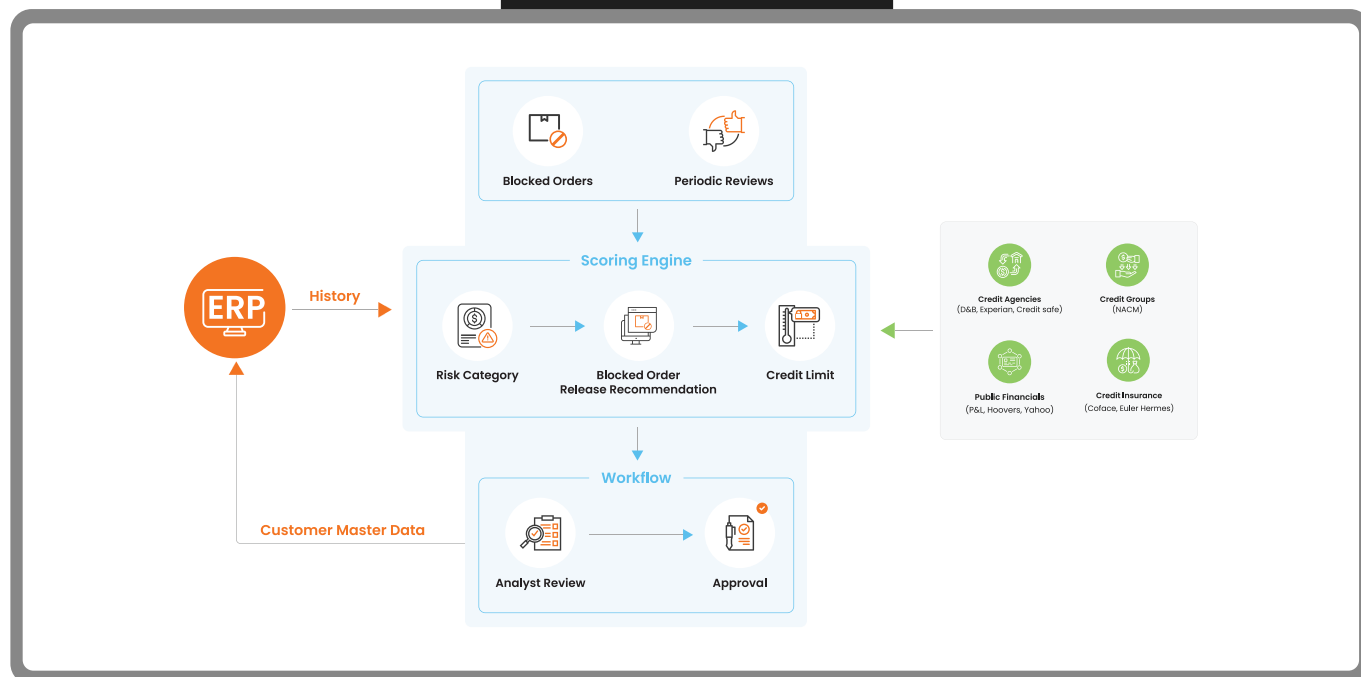 Blocked Orders
Periodic Reviews
Scoring Engine
ERP
History
Risk Category
Blocked Order
Release Recommendation
Credit Limit
Credit Agencies
(D&B, Experian, Credit safe)
Credit Groups
(NACM)
Public Financials
(P&L, Hoovers, Yahoo)
Credit Insurance
(Coface, Euler Hermes)
Workflow
Customer Master Data
Analyst Review
Approval